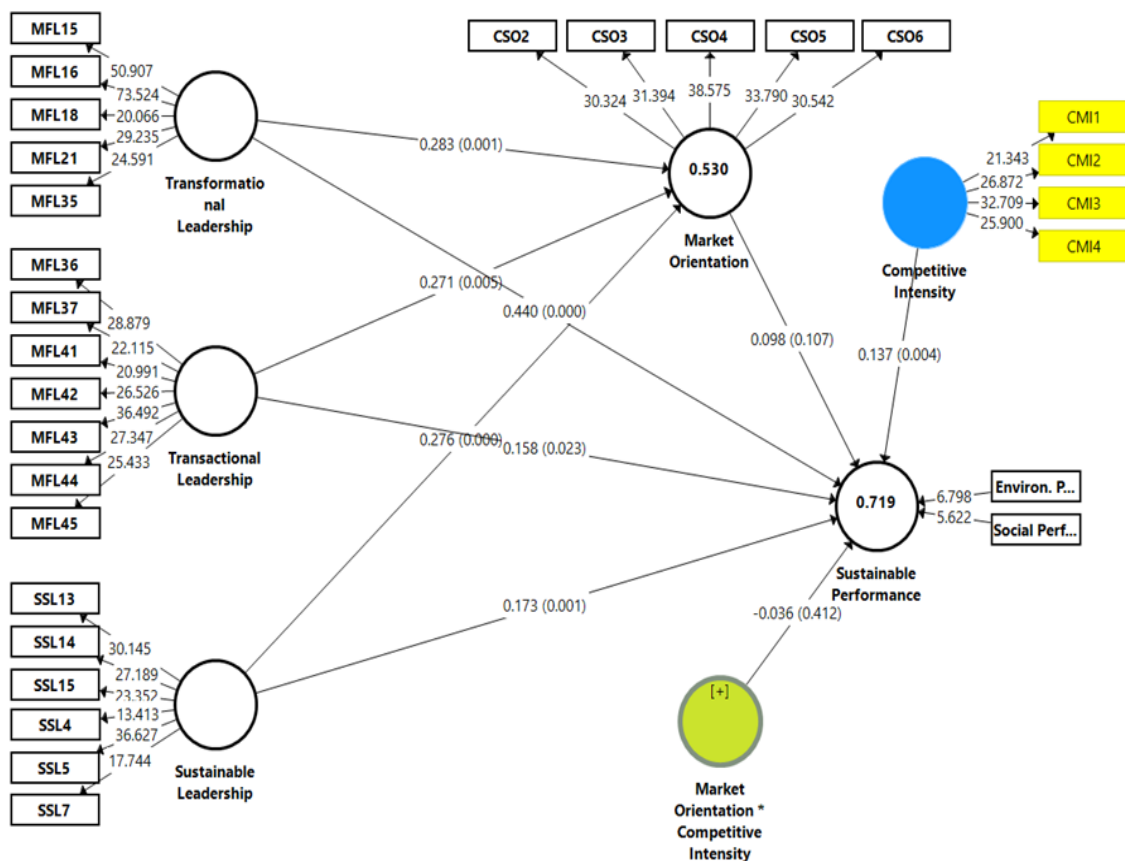 MFL15
MFL16
MFL18
MFL21
MFL35
50.907
73.524
20.066
29.235
24.591
Transformatio
nal
Leadership
MFL36
MFL37
MFL41
MFL42
MFL43
MFL44
MFL45
28.879
22.115
20.991
26.526
36.492
27.347
25.433
Transactional
Leadership
SSL13
SSL14
SSL15
SSL4
SSL5
SSL7
30.145
27.189
23.352
13.413
36.627
17.744
Sustainable
Leadership
CSO2
CSO3
CSO4
CSO5
CSO6
30.324
31.394
38.575
33.790
30.542
0.530
Market
Orientation
CMI1
CMI2
CMI3
CMI4
21.343
26.872
32.709
25.900
Competitive
Intensity
0.283 (0.001)
0.271 (0.005)
0.440 (0.000)
0.098 (0.107)
0.137 (0.004)
0.276 (0.000)
0.158 (0.023)
0.173 (0.001)
-0.036 (0.412)
0.719
Sustainable
Performance
Environ. P...
Social Perf...
6.798
5.622
[+]
Market
Orientation *
Competitive
Intensity